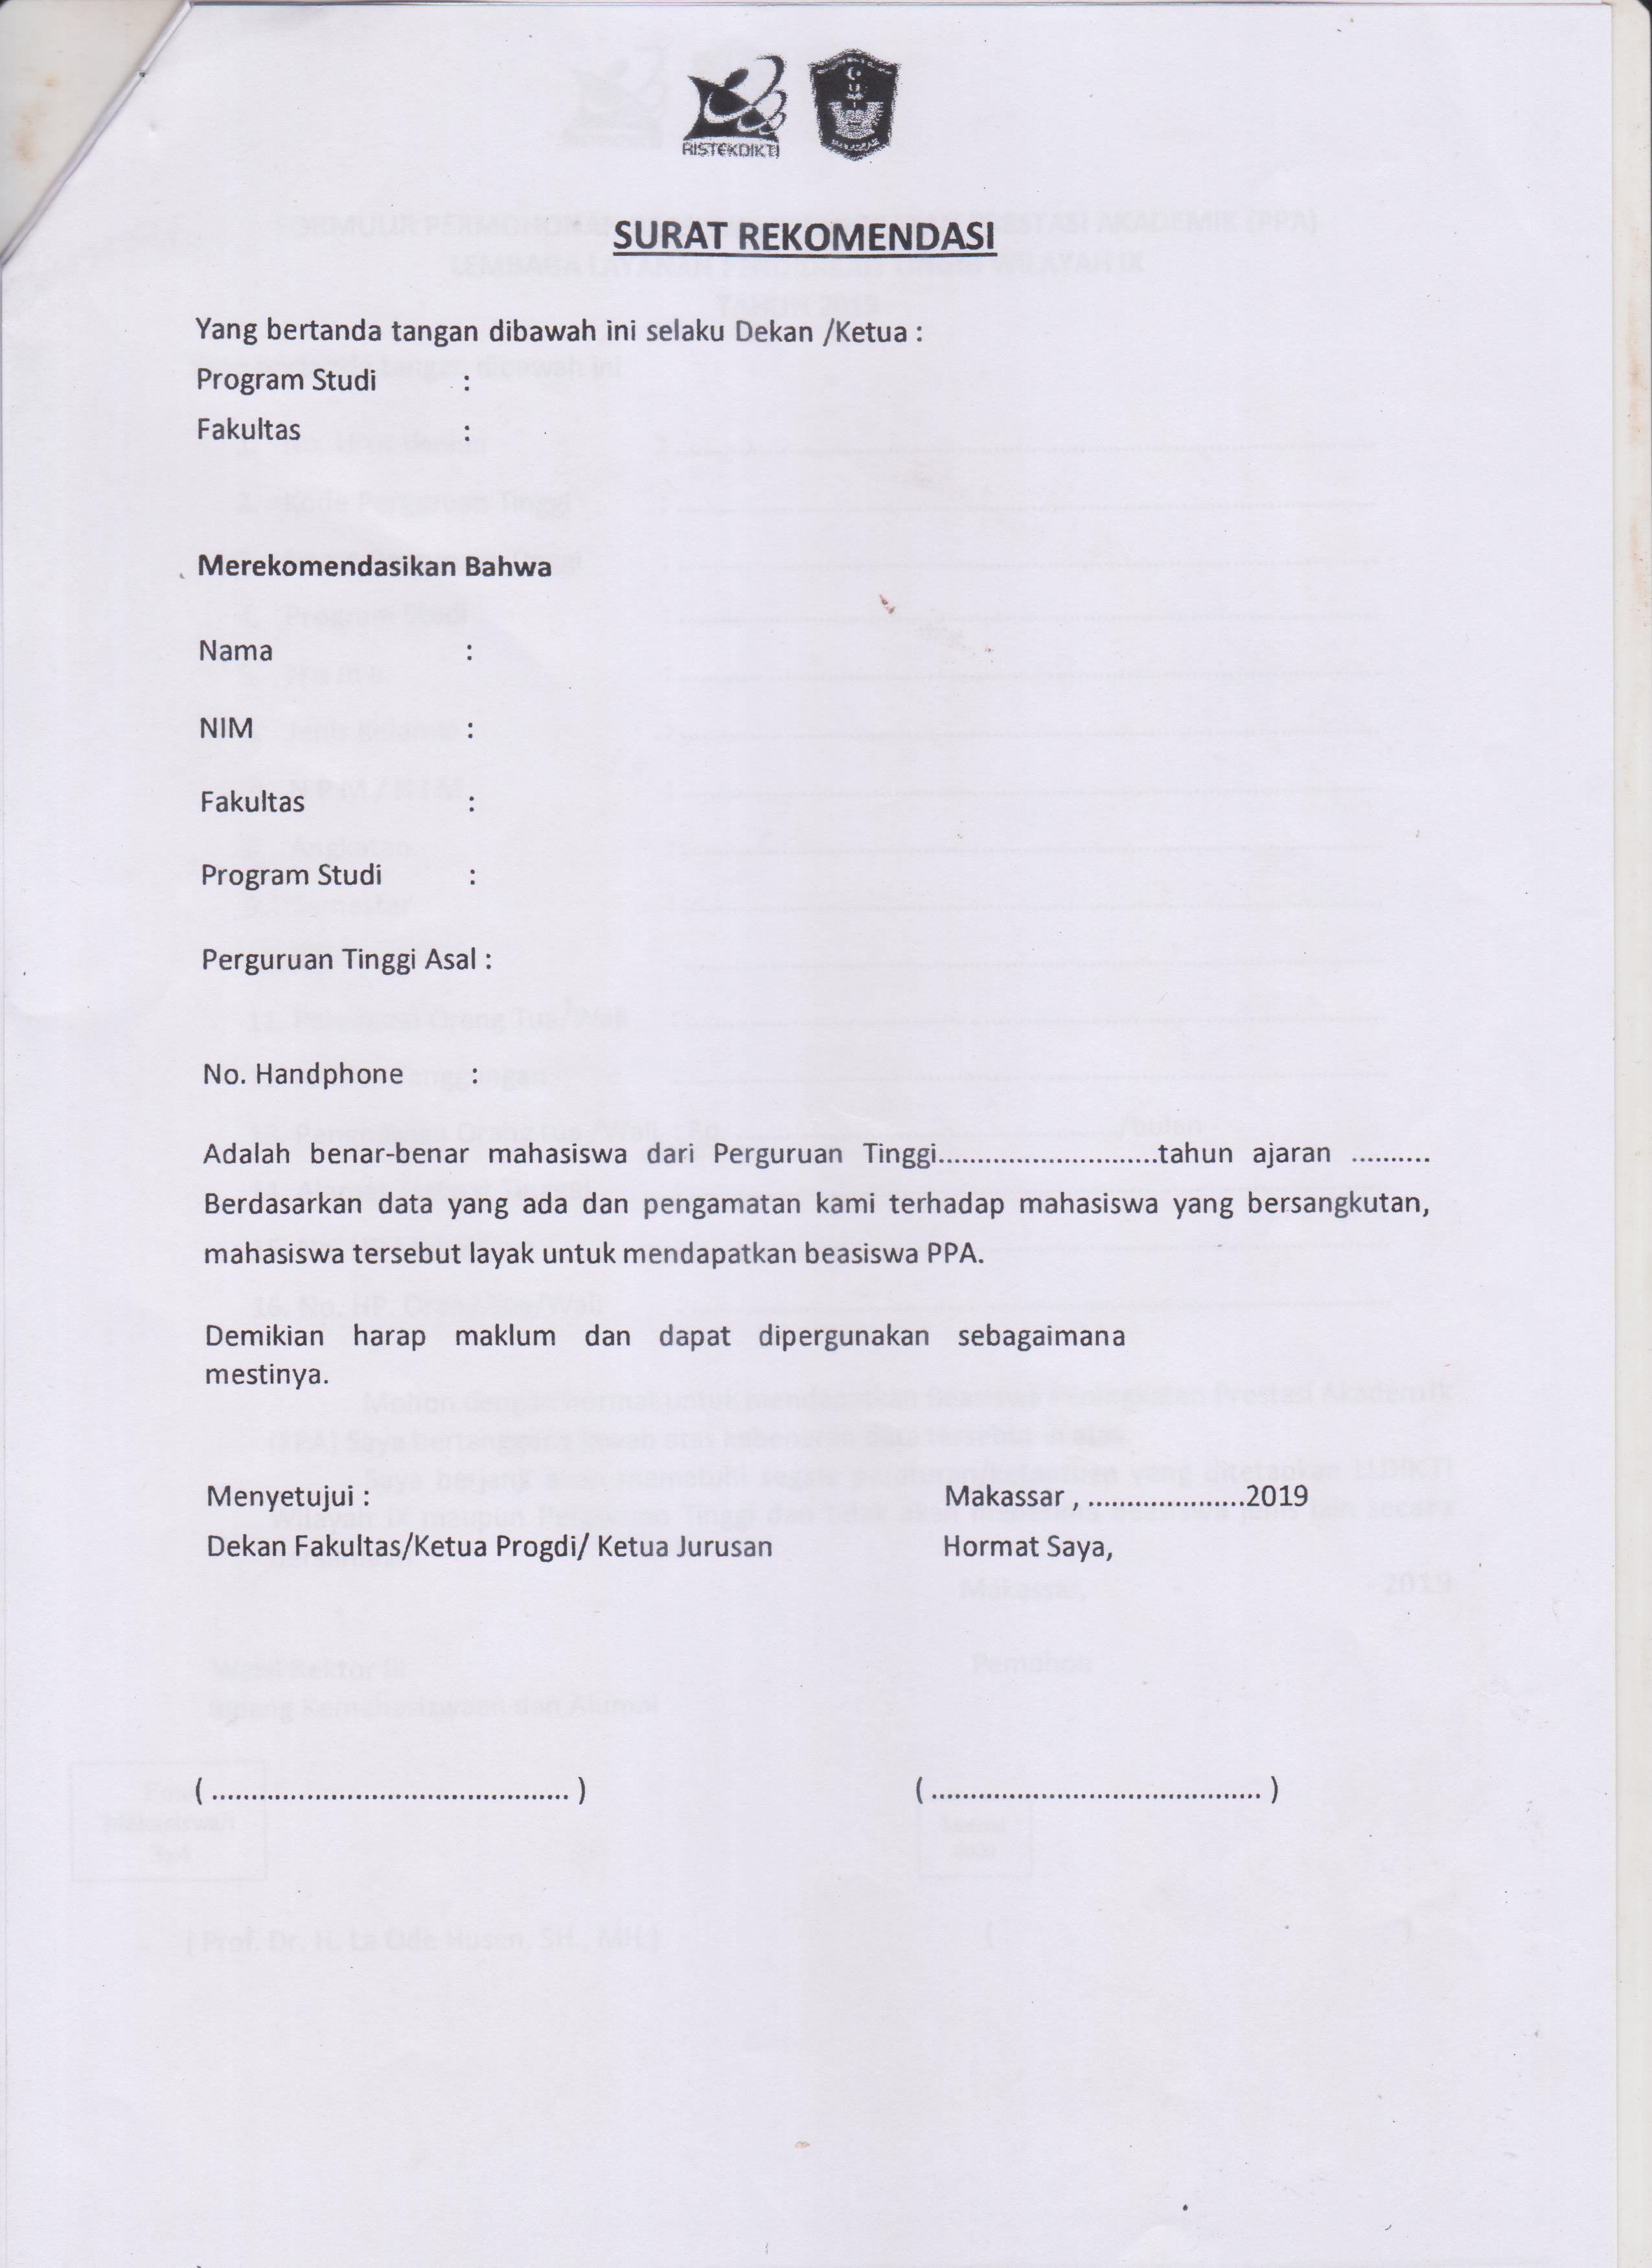 RISTEKDIKTI
SURAT REKOMENDASI
Yang bertanda tangan dibawah ini selaku Dekan /Ketua :
Program Studi :
Fakultas :
Merekomendasikan Bahwa
Nama :
NIM :
Fakultas :
Program Studi :
Perguruan Tinggi Asal :
No. Handphone :
Adalah benar-benar mahasiswa dari Perguruan Tinggi............................tahun ajaran ..........
Berdasarkan data yang ada dan pengamatan kami terhadap mahasiswa yang bersangkutan,
mahasiswa tersebut layak untuk mendapatkan beasiswa PPA.
Demikian harap maklum dan dapat dipergunakan sebagaimana
mestinya.
Menyetujui :
Makassar , ....................2019
Dekan Fakultas/Ketua Progdi/ Ketua Jurusan
Hormat Saya,
( .............................................. )
( .......................................... )